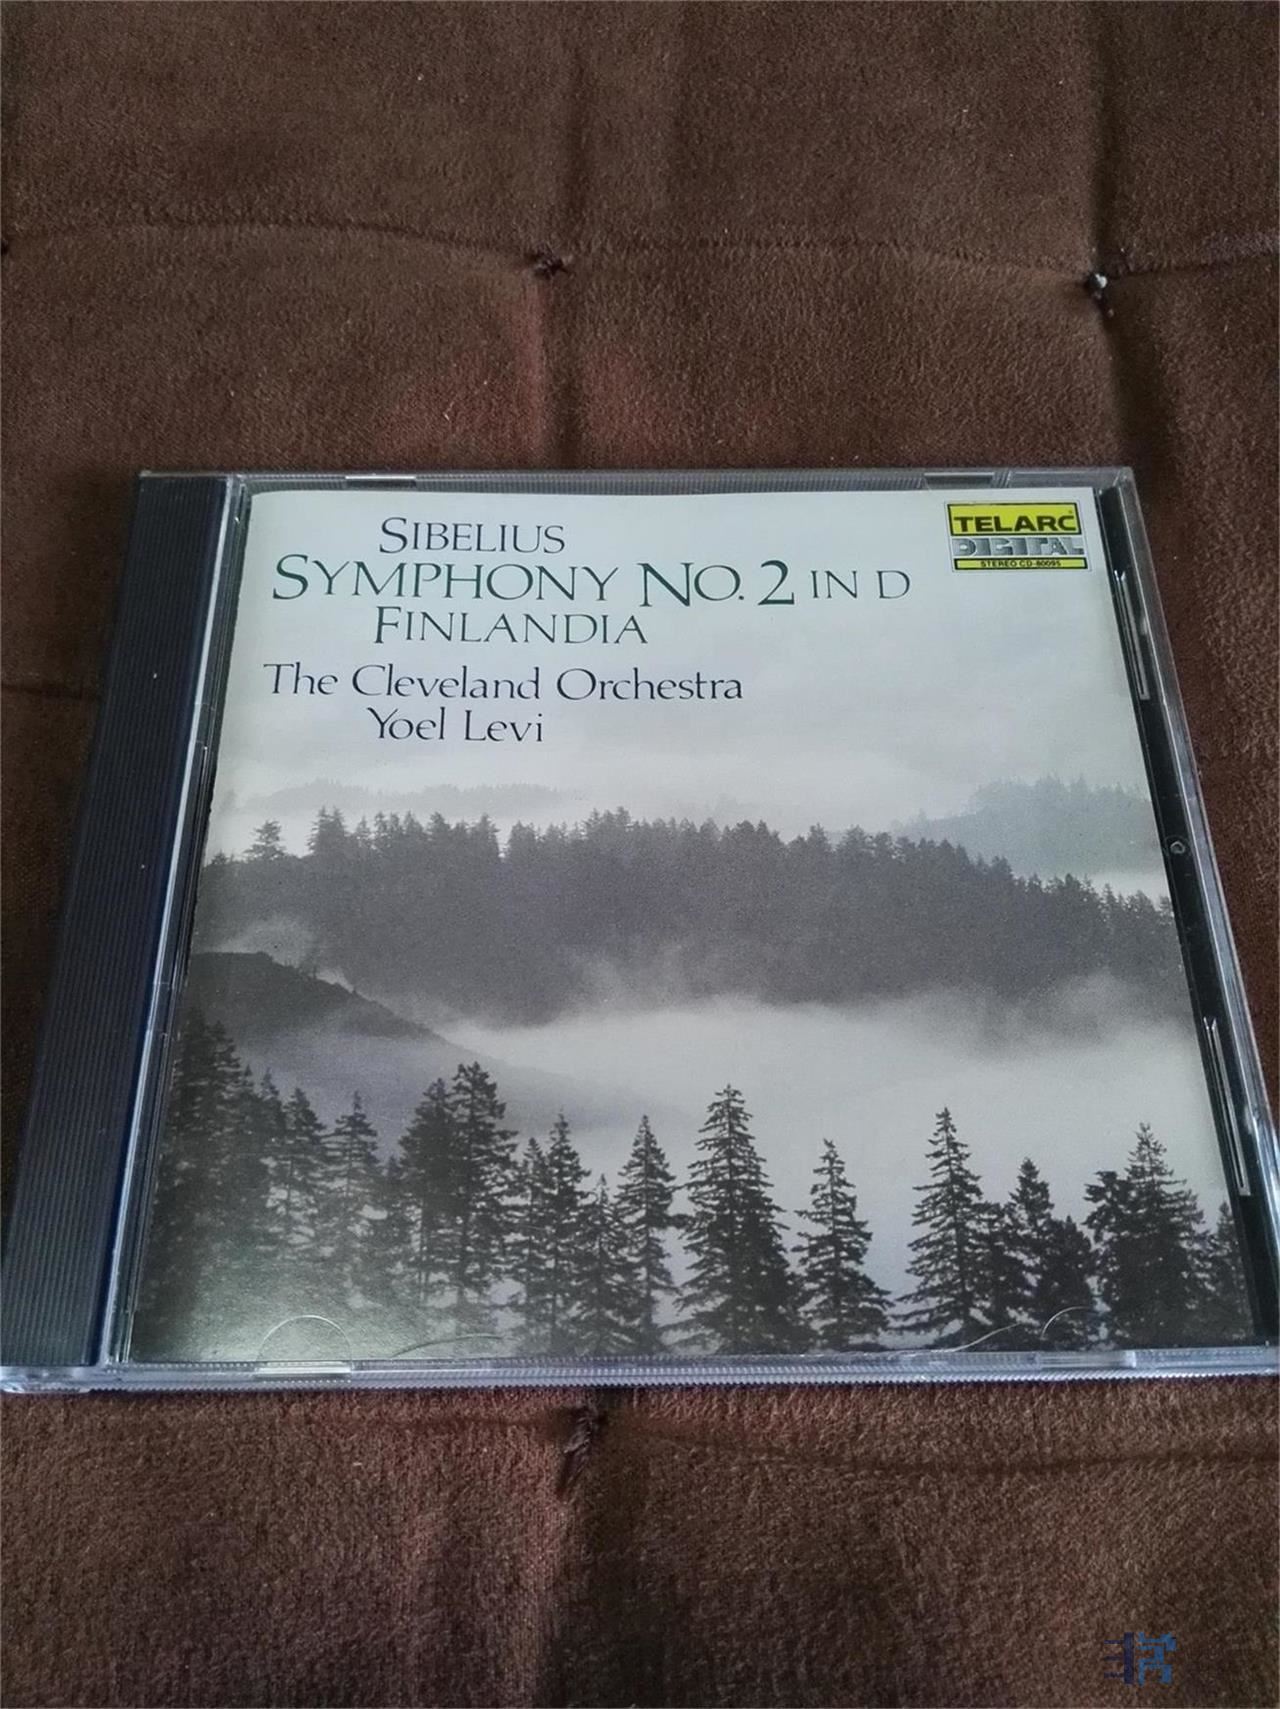 SIBELIUS
SYMPHONY NO. 2 IN D
FINLANDIA
The Cleveland Orchestra
Yoel Levi
TELARC®
DIGITAL
STEREO CD-80095